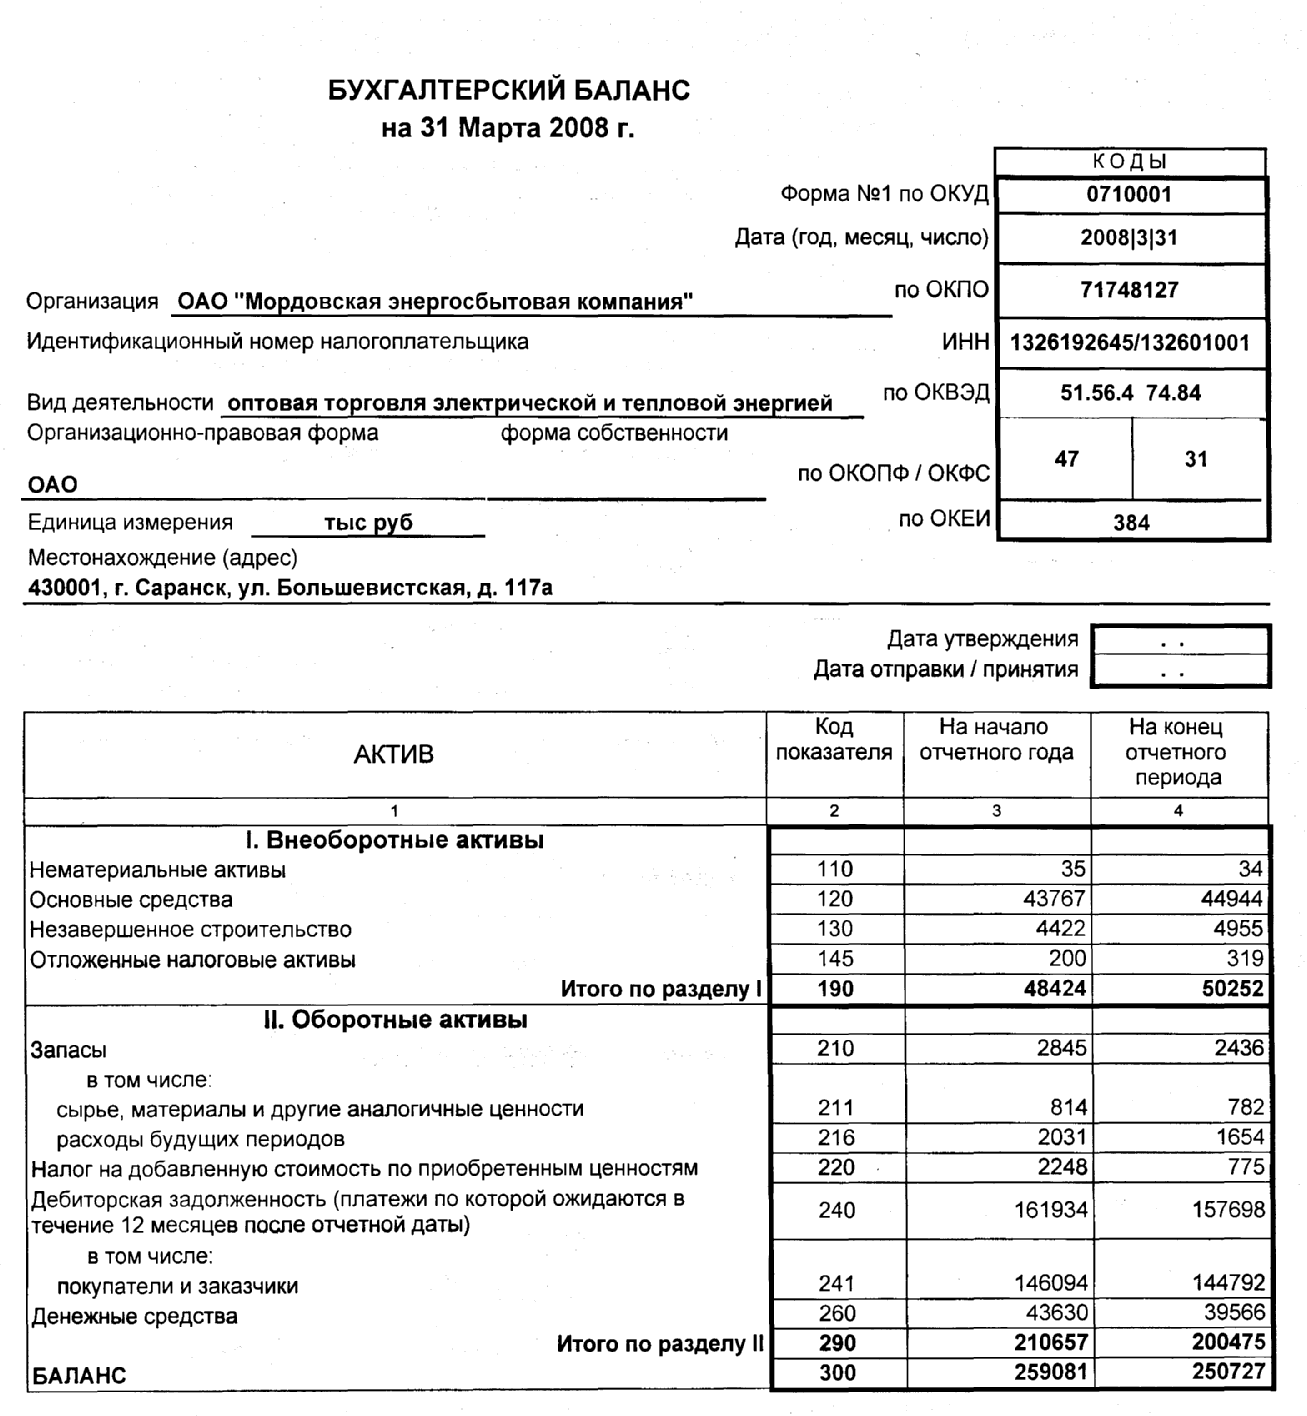 БУХГАЛТЕРСКИЙ БАЛАНС
на 31 Марта 2008 г.
КОДЫ
Форма №1 по ОКУД 0710001
Дата (год, месяц, число) 2008|3|31
Организация ОАО "Мордовская энергосбытовая компания" по ОКПО 71748127
Идентификационный номер налогоплательщика ИНН 1326192645/132601001
Вид деятельности оптовая торговля электрической и тепловой энергией по ОКВЭД 51.56.4 74.84
Организационно-правовая форма форма собственности
ОАО по ОКОПФ / ОКФС 47 31
Единица измерения тыс руб по ОКЕИ 384
Местонахождение (адрес)
430001, г. Саранск, ул. Большевистская, д. 117а
Дата утверждения . .
Дата отправки / принятия . .
АКТИВ Код показателя На начало отчетного года На конец отчетного периода
1 2 3 4
I. Внеоборотные активы
Нематериальные активы 110 35 34
Основные средства 120 43767 44944
Незавершенное строительство 130 4422 4955
Отложенные налоговые активы 145 200 319
Итого по разделу I 190 48424 50252
II. Оборотные активы
Запасы 210 2845 2436
в том числе:
сырье, материалы и другие аналогичные ценности 211 814 782
расходы будущих периодов 216 2031 1654
Налог на добавленную стоимость по приобретенным ценностям 220 2248 775
Дебиторская задолженность (платежи по которой ожидаются в
течение 12 месяцев после отчетной даты) 240 161934 157698
в том числе:
покупатели и заказчики 241 146094 144792
Денежные средства 260 43630 39566
Итого по разделу II 290 210657 200475
БАЛАНС 300 259081 250727